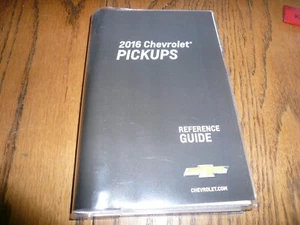 2016 Chevrolet®
PICKUPS
REFERENCE
GUIDE
CHEVROLET.COM